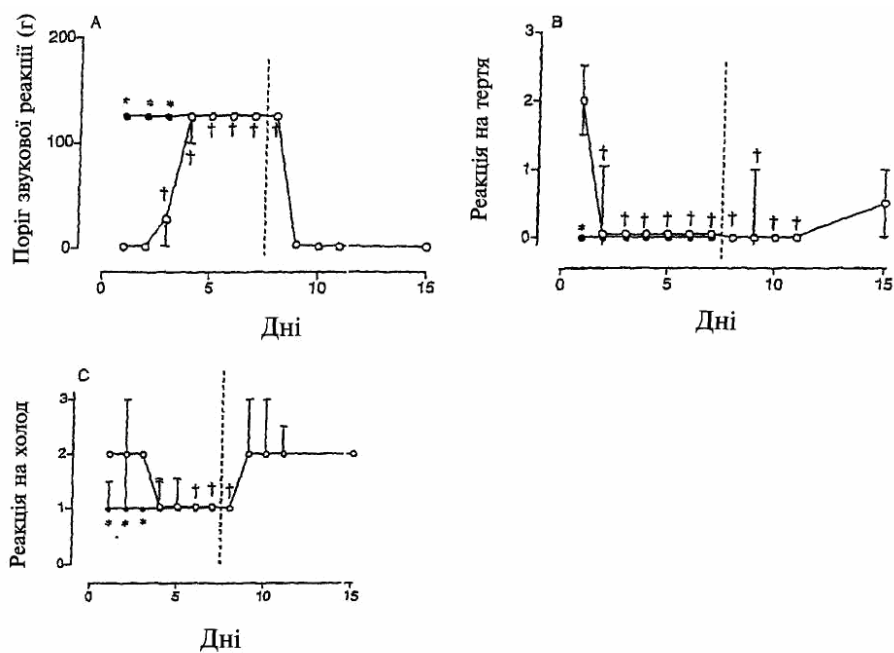 A
Поріг звукової реакції (г)
200
100
0
* * *
† † † † † †
0 5 10 15
Дні
B
Реакція на тертя
3
2
1
0
*
† † † † † † † † † †
0 5 10 15
Дні
C
Реакція на холод
3
2
1
0
* * *
† † †
0 5 10 15
Дні